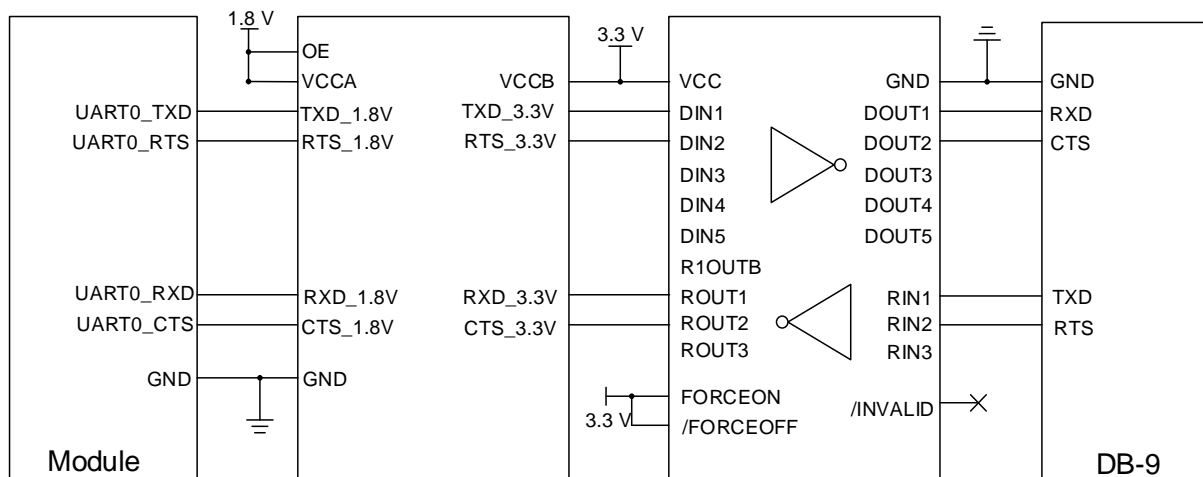 1.8 V
OE
VCCA
UART0_TXD TXD_1.8V
UART0_RTS RTS_1.8V
UART0_RXD RXD_1.8V
UART0_CTS CTS_1.8V
GND GND
Module
3.3 V
VCCB VCC
TXD_3.3V DIN1
RTS_3.3V DIN2
DIN3
DIN4
DIN5
R1OUTB
RXD_3.3V ROUT1
CTS_3.3V ROUT2
ROUT3
FORCEON
3.3 V
/FORCEOFF
GND GND
DOUT1 RXD
DOUT2 CTS
DOUT3
DOUT4
DOUT5
RIN1 TXD
RIN2 RTS
RIN3
/INVALID
DB-9